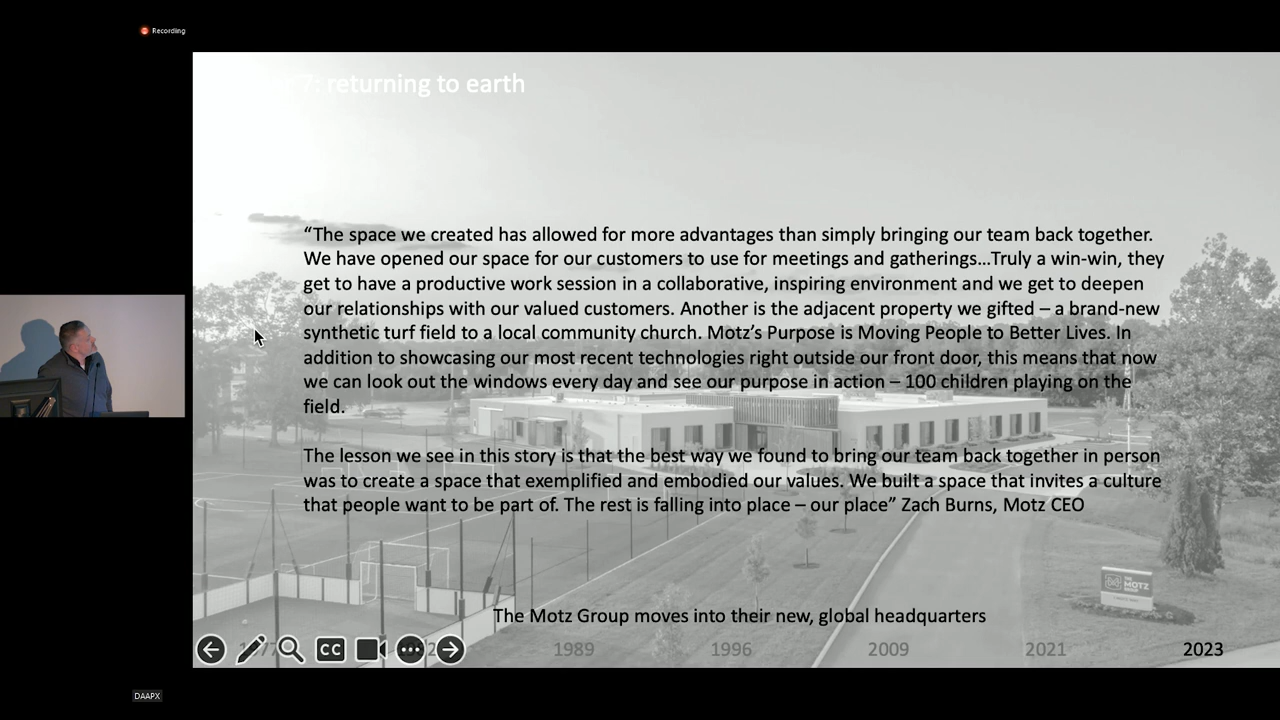 Recording
7: returning to earth
“The space we created has allowed for more advantages than simply bringing our team back together.
We have opened our space for our customers to use for meetings and gatherings…Truly a win-win, they
get to have a productive work session in a collaborative, inspiring environment and we get to deepen
our relationships with our valued customers. Another is the adjacent property we gifted – a brand-new
synthetic turf field to a local community church. Motz’s Purpose is Moving People to Better Lives. In
addition to showcasing our most recent technologies right outside our front door, this means that now
we can look out the windows every day and see our purpose in action – 100 children playing on the
field.
The lesson we see in this story is that the best way we found to bring our team back together in person
was to create a space that exemplified and embodied our values. We built a space that invites a culture
that people want to be part of. The rest is falling into place – our place” Zach Burns, Motz CEO
THE
MOTZ
The Motz Group moves into their new, global headquarters
CC
1989 1996 2009 2021 2023
DAAPX